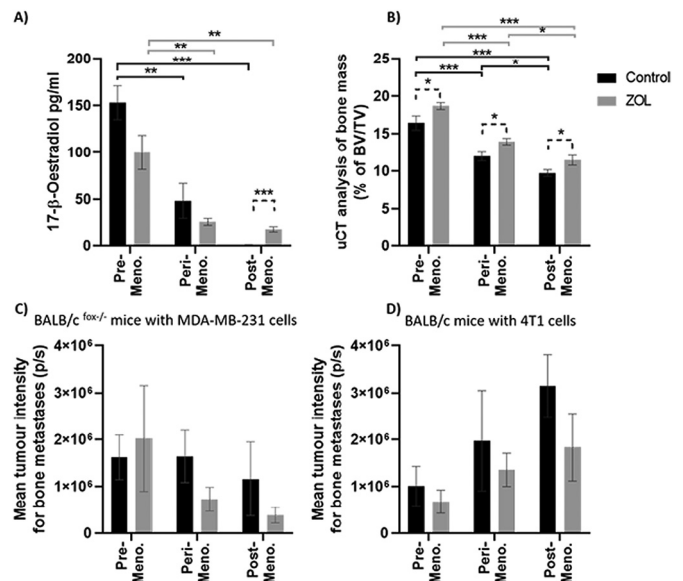 A)
**
**
***
**
17-β-Oestradiol pg/ml
200
150
100
50
0
***
Pre-
Meno.
Peri-
Meno.
Post-
Meno.
B)
***
***
*
***
***
*
uCT analysis of bone mass
(% of BV/TV)
25
20
15
10
5
0
*
*
*
Pre-
Meno.
Peri-
Meno.
Post-
Meno.
Control
ZOL
C)
BALB/c fox-/- mice with MDA-MB-231 cells
Mean tumour intensity
for bone metastases (p/s)
4×10⁶
3×10⁶
2×10⁶
1×10⁶
0
Pre-
Meno.
Peri-
Meno.
Post-
Meno.
D)
BALB/c mice with 4T1 cells
Mean tumour intensity
for bone metastases (p/s)
4×10⁶
3×10⁶
2×10⁶
1×10⁶
0
Pre-
Meno.
Peri-
Meno.
Post-
Meno.